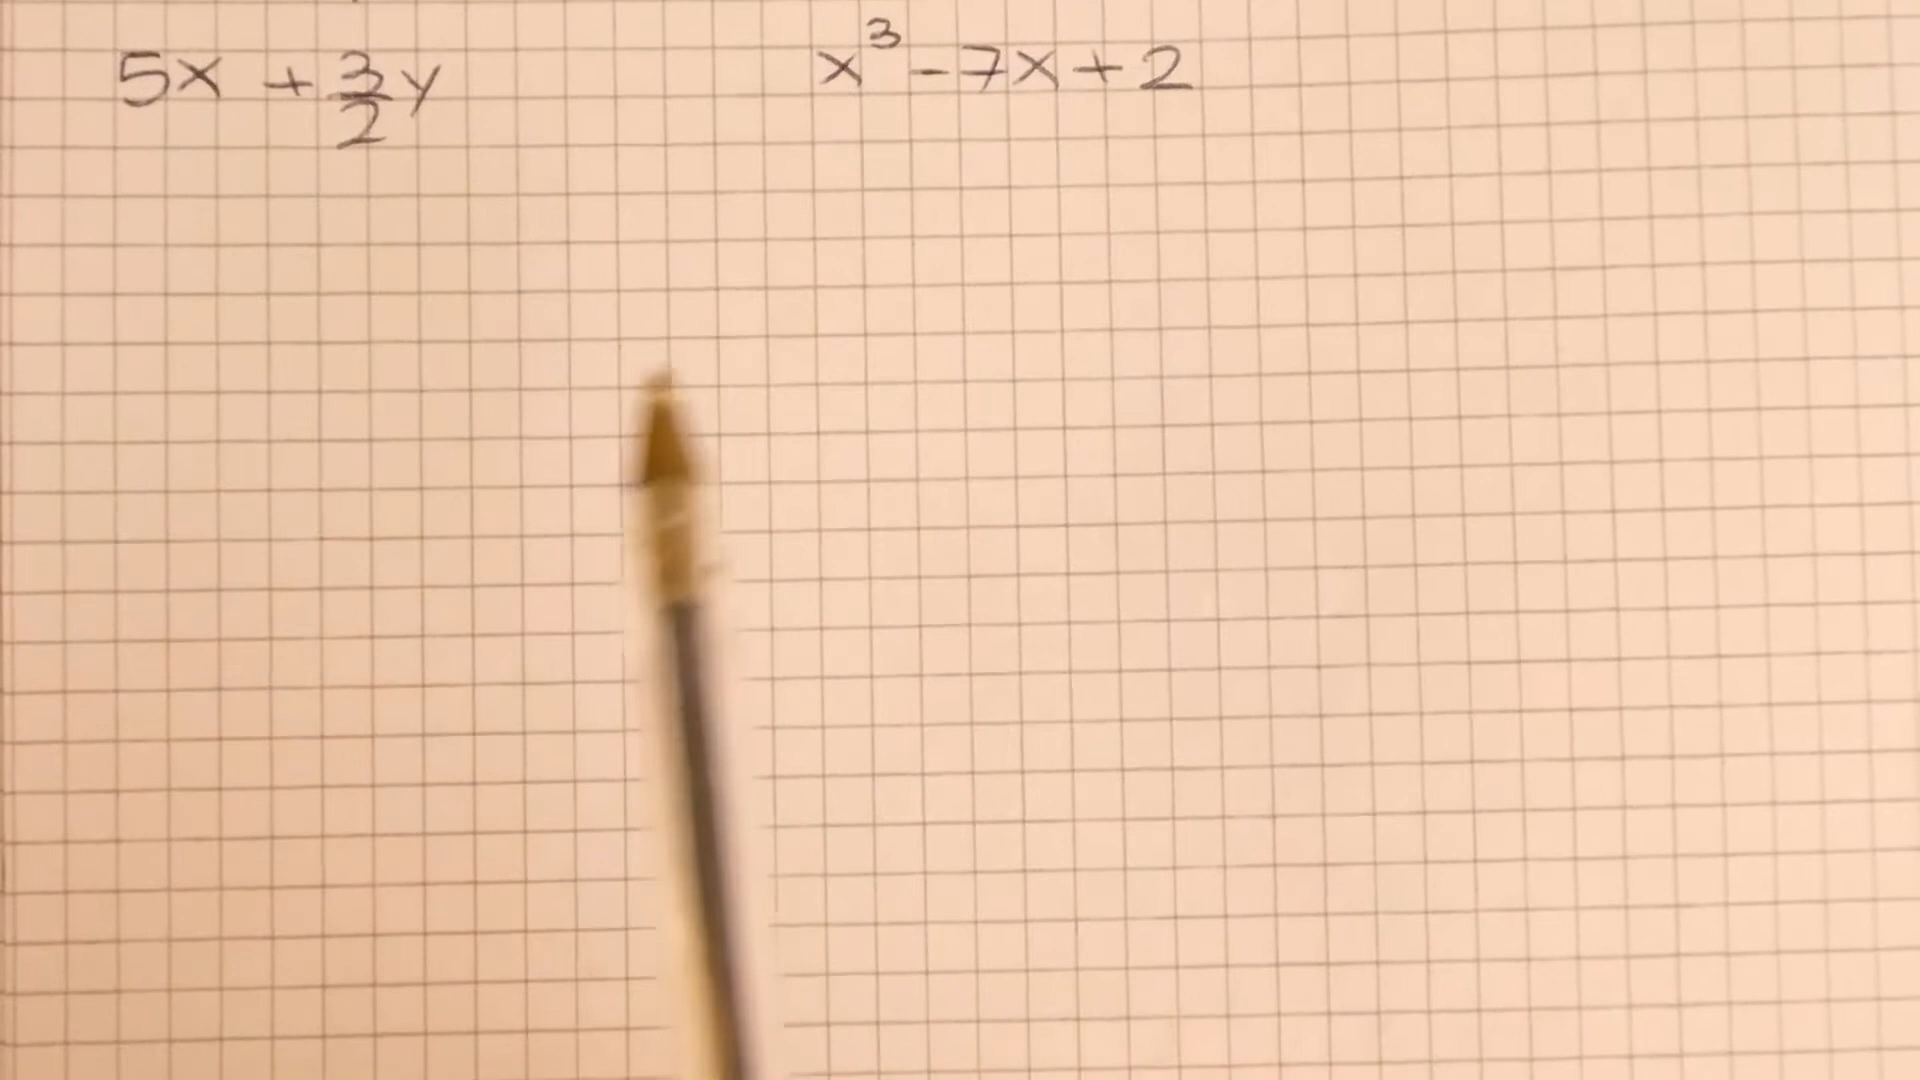 5x + 3/2 y
x³ - 7x + 2